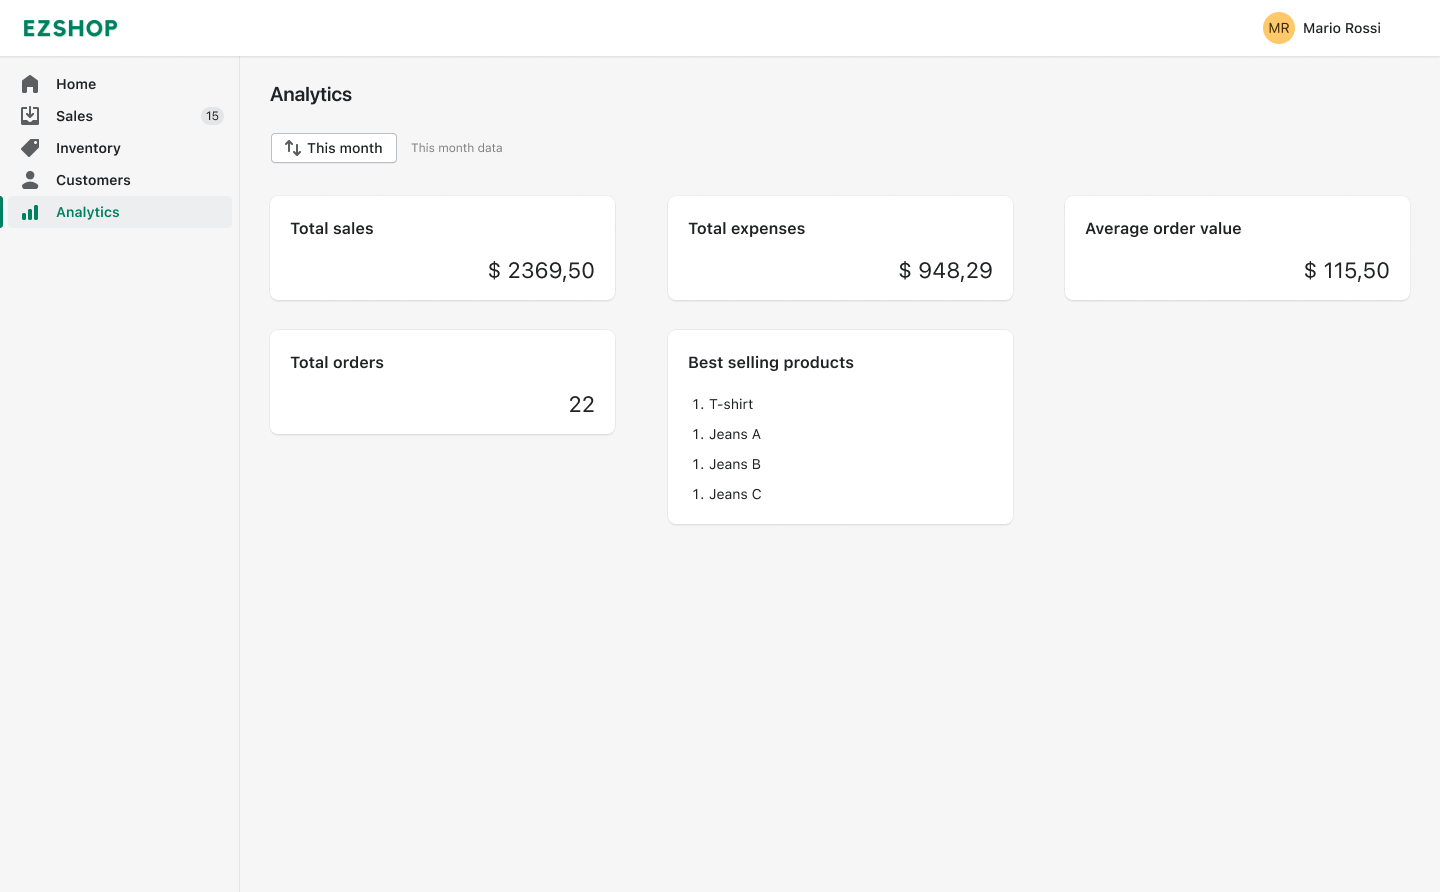 EZSHOP
MR Mario Rossi
Home
Sales 15
Inventory
Customers
Analytics
Analytics
This month This month data
Total sales
$ 2369,50
Total expenses
$ 948,29
Average order value
$ 115,50
Total orders
22
Best selling products
1. T-shirt
1. Jeans A
1. Jeans B
1. Jeans C